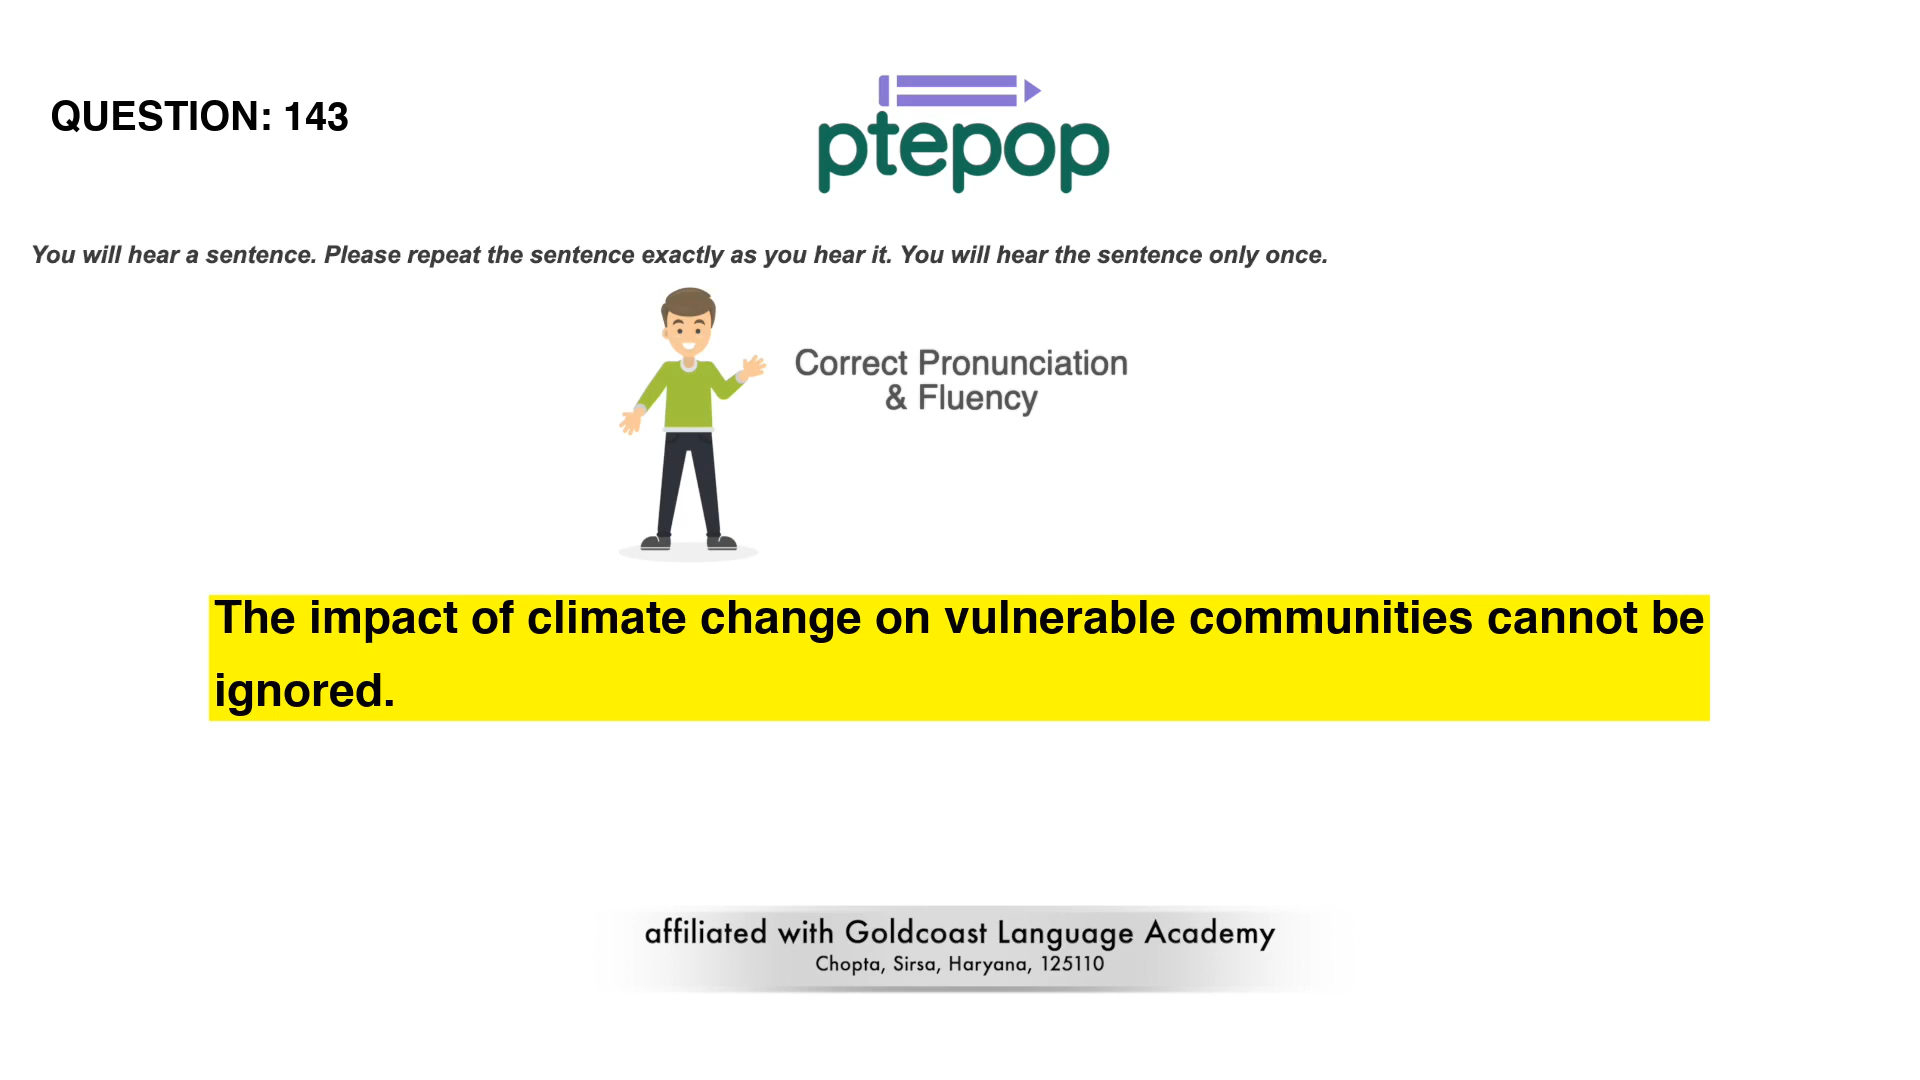 QUESTION: 143
ptepop
You will hear a sentence. Please repeat the sentence exactly as you hear it. You will hear the sentence only once.
Correct Pronunciation
& Fluency
The impact of climate change on vulnerable communities cannot be
ignored.
affiliated with Goldcoast Language Academy
Chopta, Sirsa, Haryana, 125110